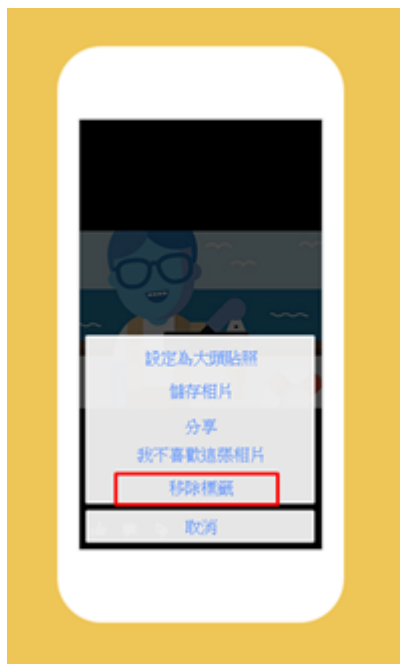 設定為大頭貼照
儲存相片
分享
我不喜歡這張相片
移除標籤
取消